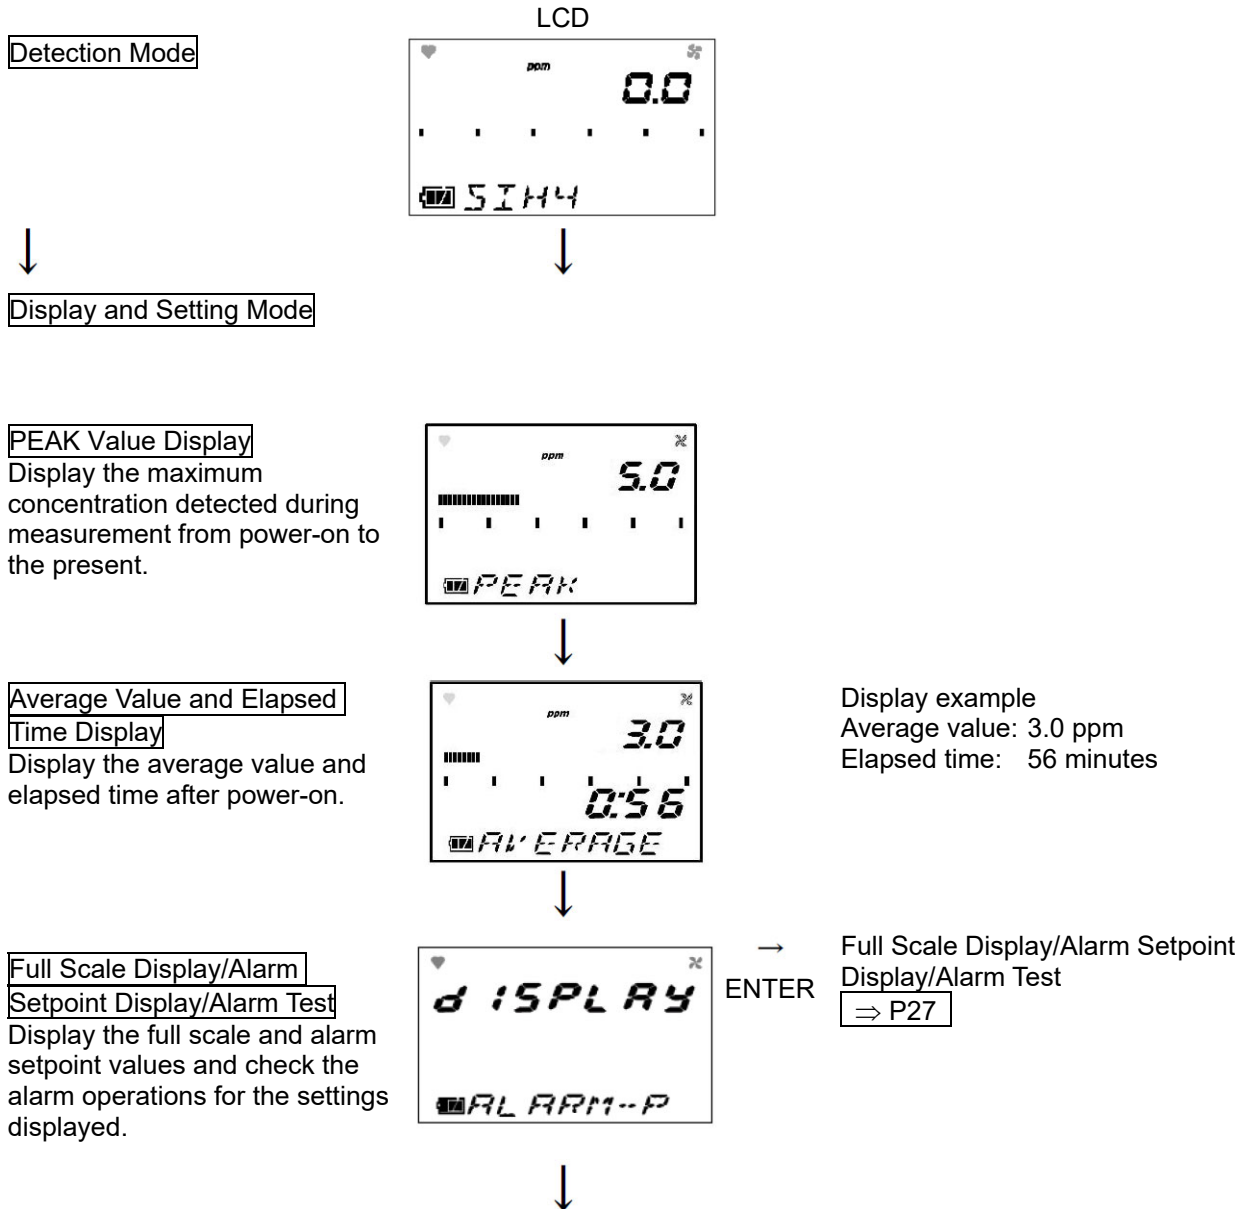 LCD
Detection Mode
ppm
0.0
SIH4
↓ ↓
Display and Setting Mode
PEAK Value Display
Display the maximum
concentration detected during
measurement from power-on to
the present.
ppm
5.0
PEAK
↓
Average Value and Elapsed
Time Display
Display the average value and
elapsed time after power-on.
ppm
3.0
0:56
AVERAGE
Display example
Average value: 3.0 ppm
Elapsed time: 56 minutes
↓
Full Scale Display/Alarm
Setpoint Display/Alarm Test
Display the full scale and alarm
setpoint values and check the
alarm operations for the settings
displayed.
dISPLAY
ALARM--P
→
ENTER
Full Scale Display/Alarm Setpoint
Display/Alarm Test
⇒ P27
↓